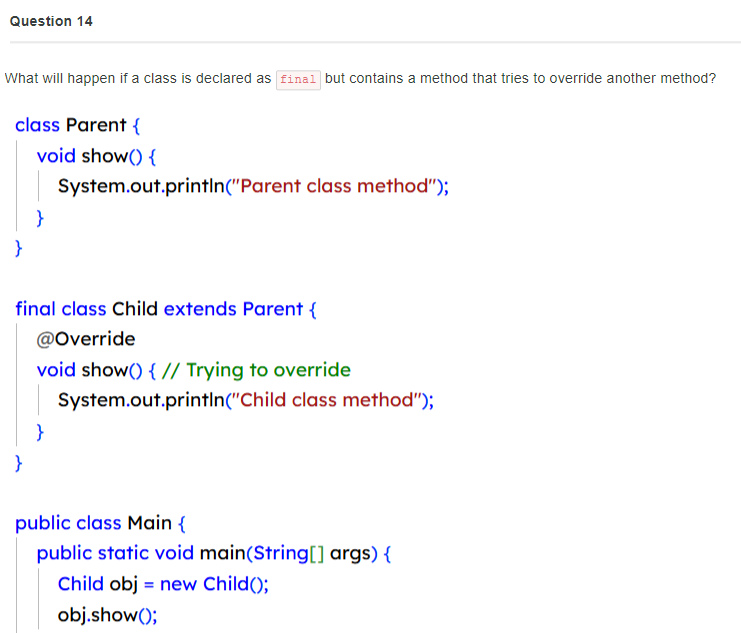 Question 14
What will happen if a class is declared as final but contains a method that tries to override another method?
class Parent {
void show() {
System.out.println("Parent class method");
}
}
final class Child extends Parent {
@Override
void show() { // Trying to override
System.out.println("Child class method");
}
}
public class Main {
public static void main(String[] args) {
Child obj = new Child();
obj.show();